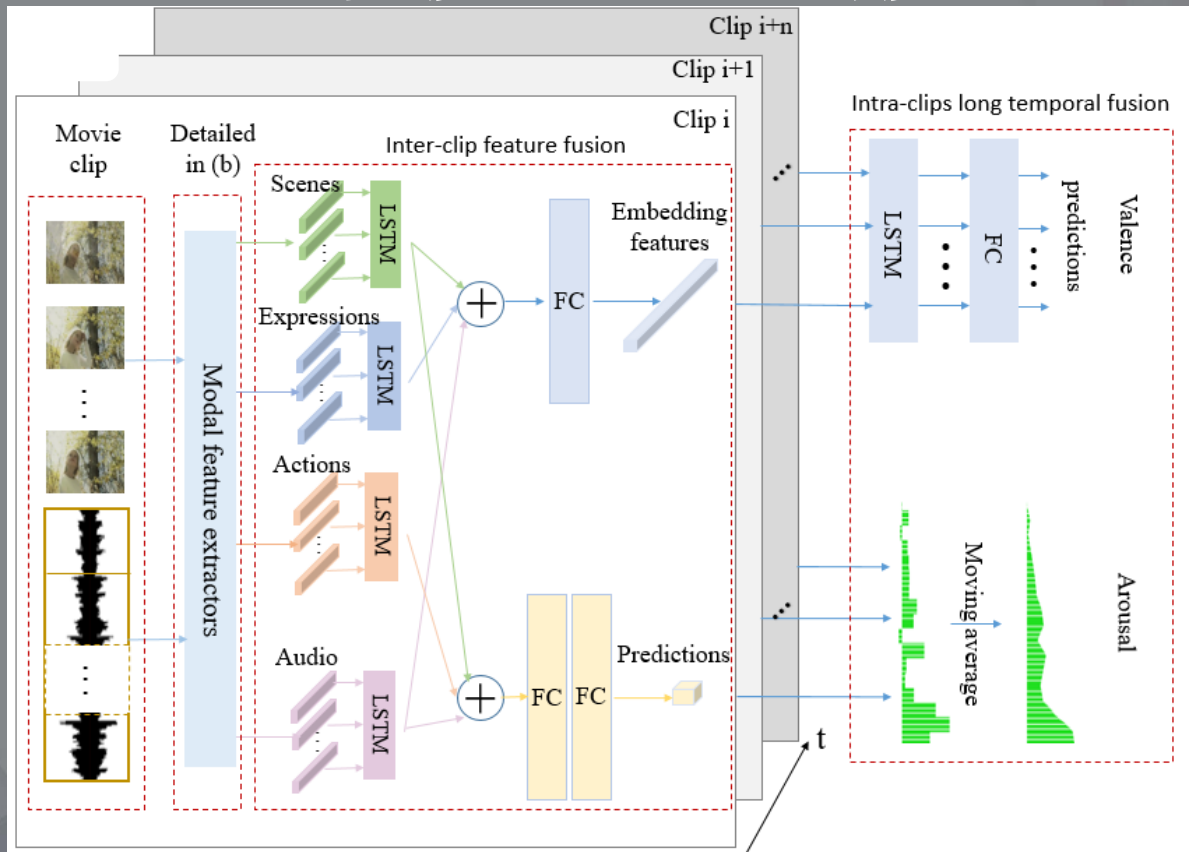 Clip i+n
Clip i+1
Clip i
Movie
clip
Detailed
in (b)
Inter-clip feature fusion
Intra-clips long temporal fusion
Modal feature extractors
Scenes
LSTM
Expressions
LSTM
Actions
LSTM
Audio
LSTM
FC
Embedding
features
FC
FC
Predictions
LSTM
FC
Valence
predictions
Moving average
Arousal
t